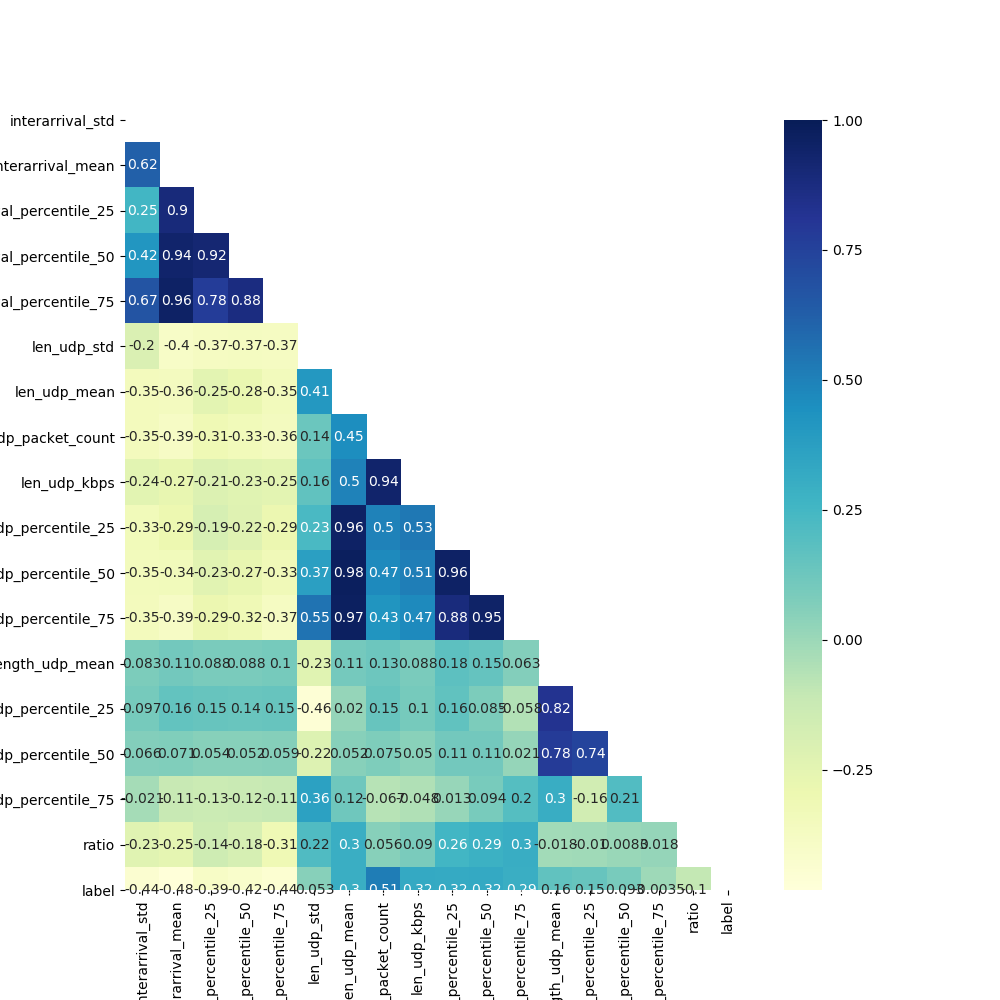 interarrival_std
nterarrival_mean 0.62
al_percentile_25 0.25 0.9
al_percentile_50 0.42 0.94 0.92
al_percentile_75 0.67 0.96 0.78 0.88
len_udp_std -0.2 -0.4 -0.37 -0.37 -0.37
len_udp_mean -0.35 -0.36 -0.25 -0.28 -0.35 0.41
dp_packet_count -0.35 -0.39 -0.31 -0.33 -0.36 0.14 0.45
len_udp_kbps -0.24 -0.27 -0.21 -0.23 -0.25 0.16 0.5 0.94
dp_percentile_25 -0.33 -0.29 -0.19 -0.22 -0.29 0.23 0.96 0.5 0.53
dp_percentile_50 -0.35 -0.34 -0.23 -0.27 -0.33 0.37 0.98 0.47 0.51 0.96
dp_percentile_75 -0.35 -0.39 -0.29 -0.32 -0.37 0.55 0.97 0.43 0.47 0.88 0.95
ength_udp_mean 0.083 0.11 0.088 0.088 0.1 -0.23 0.11 0.13 0.088 0.18 0.15 0.063
dp_percentile_25 0.097 0.16 0.15 0.14 0.15 -0.46 0.02 0.15 0.1 0.16 0.085 -0.058 0.82
dp_percentile_50 0.066 0.071 0.054 0.052 0.059 -0.22 0.052 0.075 0.05 0.11 0.11 0.021 0.78 0.74
dp_percentile_75 -0.021 -0.11 -0.13 -0.12 -0.11 0.36 0.12 -0.067 -0.048 0.013 0.094 0.2 0.3 -0.16 0.21
ratio -0.23 -0.25 -0.14 -0.18 -0.31 0.22 0.3 0.056 0.09 0.26 0.29 0.3 -0.018 -0.01 0.0083 0.018
label -0.44 -0.48 -0.39 -0.42 -0.44 0.053 0.3 0.51 0.32 0.32 0.32 0.29 0.16 0.15 0.093 -0.0035 -0.1
nterarrival_std
rarrival_mean
_percentile_25
_percentile_50
_percentile_75
len_udp_std
en_udp_mean
_packet_count
len_udp_kbps
_percentile_25
_percentile_50
_percentile_75
gth_udp_mean
_percentile_25
_percentile_50
_percentile_75
ratio
label
1.00
0.75
0.50
0.25
0.00
−0.25